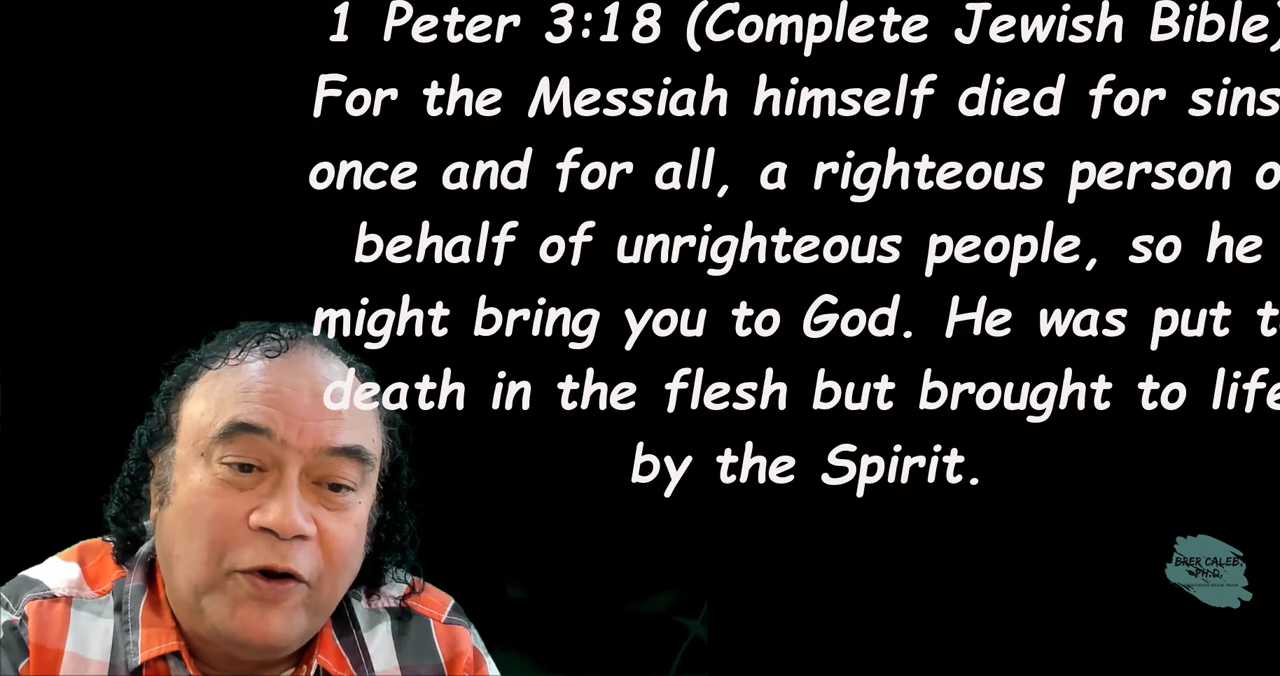 1 Peter 3:18 (Complete Jewish Bible)
For the Messiah himself died for sins
once and for all, a righteous person o
behalf of unrighteous people, so he
might bring you to God. He was put t
death in the flesh but brought to life
by the Spirit.
BRER CALEB,
PH.D.